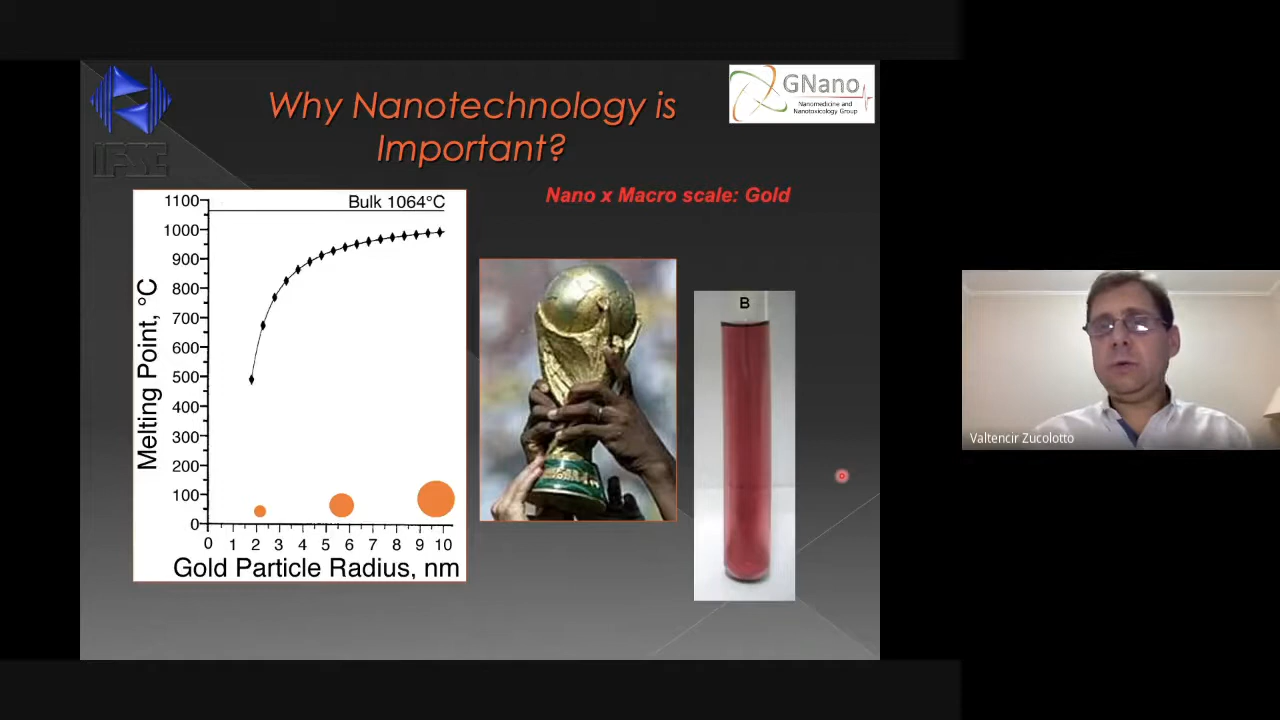 Why Nanotechnology is
Important?
IFSC
GNano
Nanomedicine and
Nanotoxicology Group
Nano x Macro scale: Gold
Bulk 1064°C
1100
1000
900
800
700
600
500
400
300
200
100
0
Melting Point, °C
0 1 2 3 4 5 6 7 8 9 10
Gold Particle Radius, nm
B
Valtencir Zucolotto